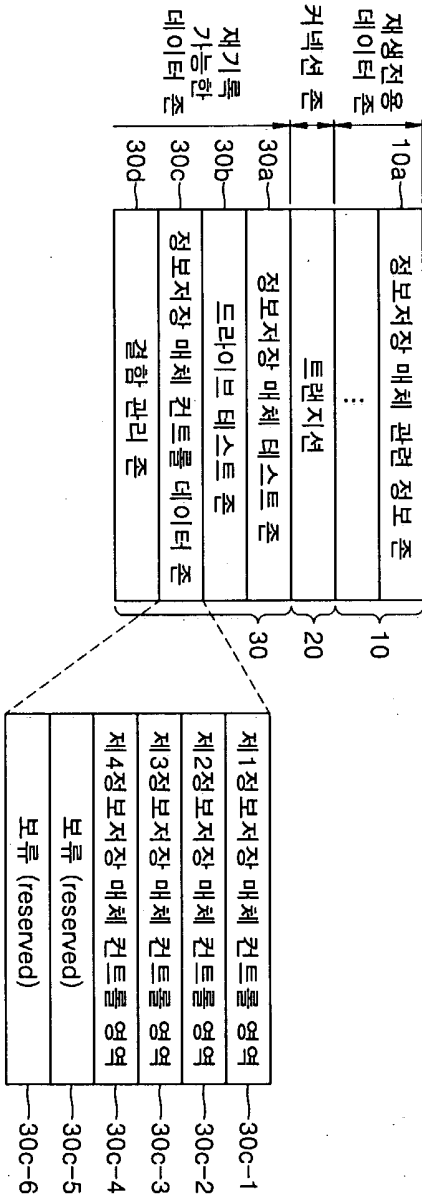 재생전용
데이터 존
커넥션 존
재기록
가능한
데이터 존
10a
30a
30b
30c
30d
정보저장 매체 관련 정보 존
⋮
트랜지션
정보저장 매체 테스트 존
드라이브 테스트 존
정보저장 매체 컨트롤 데이터 존
결함 관리 존
10
20
30
제1정보저장 매체 컨트롤 영역
제2정보저장 매체 컨트롤 영역
제3정보저장 매체 컨트롤 영역
제4정보저장 매체 컨트롤 영역
보류 (reserved)
보류 (reserved)
30c-1
30c-2
30c-3
30c-4
30c-5
30c-6